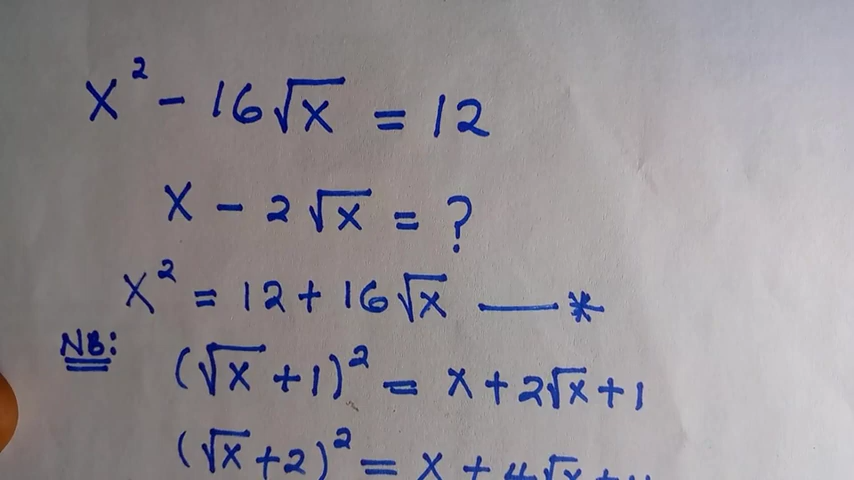 x² - 16√x = 12
x - 2√x = ?
x² = 12 + 16√x —— *
NB:
(√x + 1)² = x + 2√x + 1
(√x + 2)² = x + 4√x +